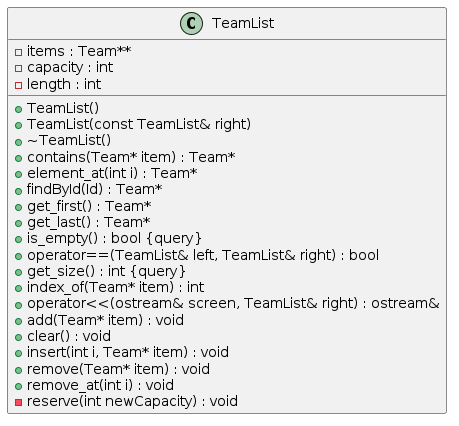 C TeamList
items : Team**
capacity : int
length : int
TeamList()
TeamList(const TeamList& right)
~TeamList()
contains(Team* item) : Team*
element_at(int i) : Team*
findById(Id) : Team*
get_first() : Team*
get_last() : Team*
is_empty() : bool {query}
operator==(TeamList& left, TeamList& right) : bool
get_size() : int {query}
index_of(Team* item) : int
operator<<(ostream& screen, TeamList& right) : ostream&
add(Team* item) : void
clear() : void
insert(int i, Team* item) : void
remove(Team* item) : void
remove_at(int i) : void
reserve(int newCapacity) : void